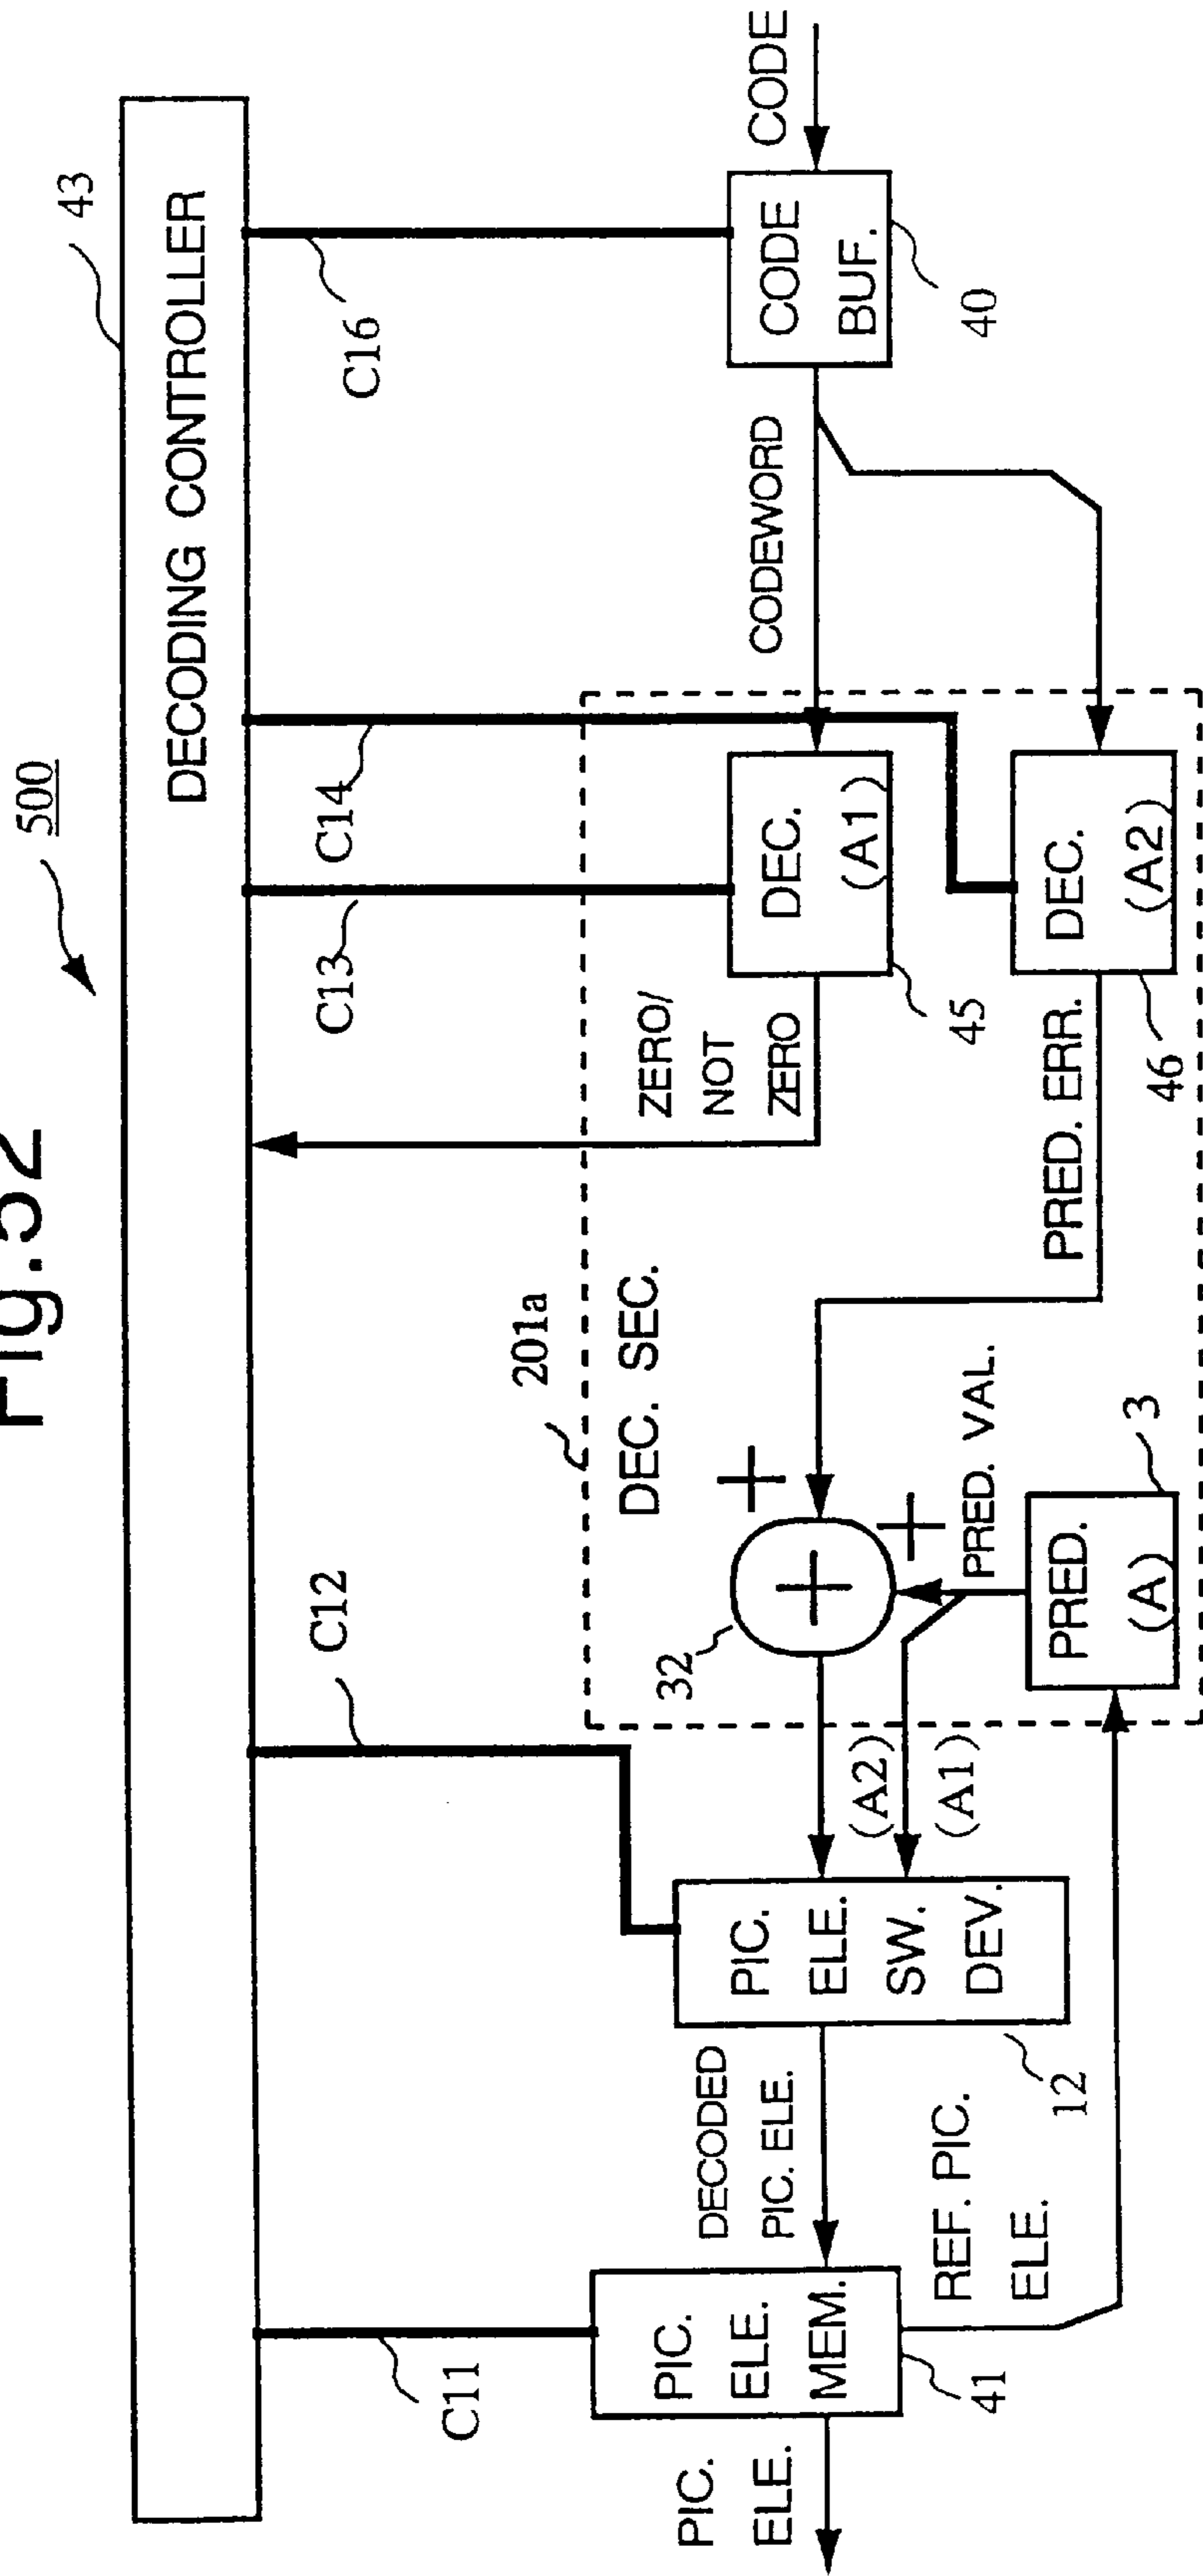 Fig.52
500
43
DECODING CONTROLLER
C11
C12
C13
C14
C16
201a
DEC. SEC.
PIC.
ELE.
PIC.
ELE.
MEM.
41
DECODED
PIC. ELE.
REF. PIC.
ELE.
PIC.
ELE.
SW.
DEV.
12
(A2)
(A1)
32
+
+
+
PRED. VAL.
PRED.
(A)
3
ZERO/
NOT
ZERO
PRED. ERR.
DEC.
(A1)
45
DEC.
(A2)
46
CODEWORD
CODE
BUF.
40
CODE